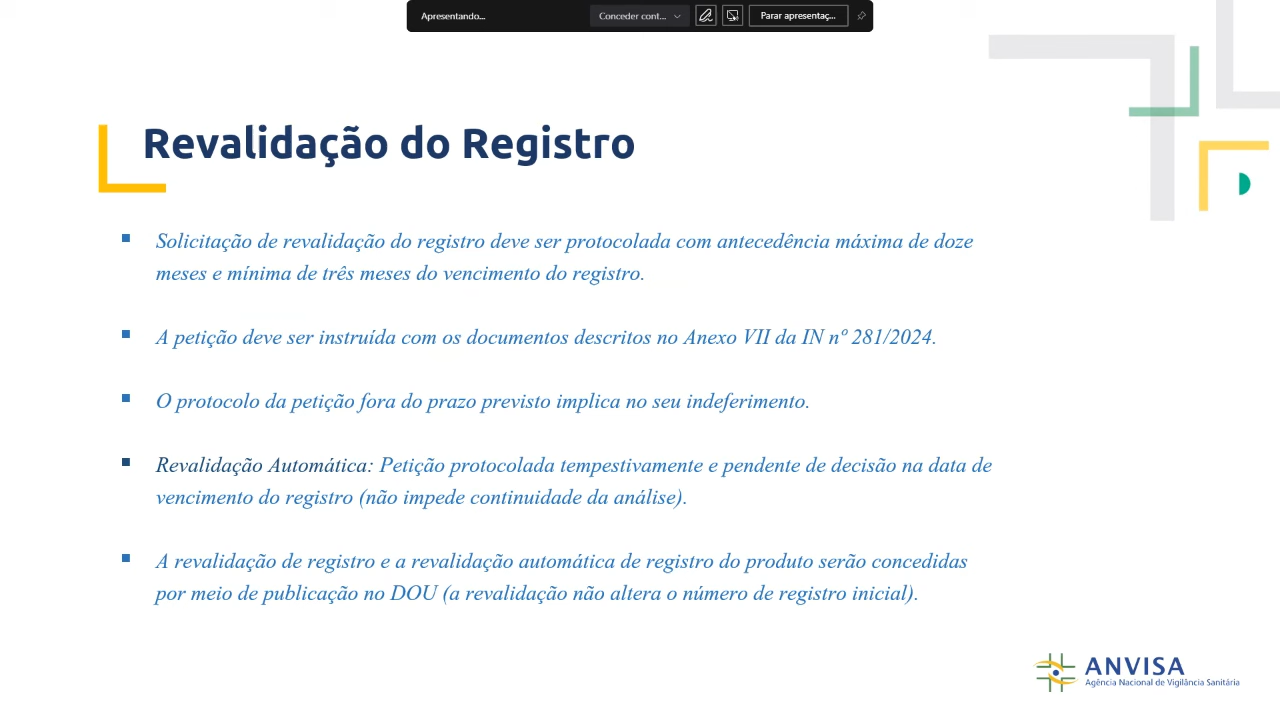 Apresentando...
Conceder cont...
Parar apresentaç...
Revalidação do Registro
Solicitação de revalidação do registro deve ser protocolada com antecedência máxima de doze
meses e mínima de três meses do vencimento do registro.
A petição deve ser instruída com os documentos descritos no Anexo VII da IN nº 281/2024.
O protocolo da petição fora do prazo previsto implica no seu indeferimento.
Revalidação Automática: Petição protocolada tempestivamente e pendente de decisão na data de
vencimento do registro (não impede continuidade da análise).
A revalidação de registro e a revalidação automática de registro do produto serão concedidas
por meio de publicação no DOU (a revalidação não altera o número de registro inicial).
ANVISA
Agência Nacional de Vigilância Sanitária